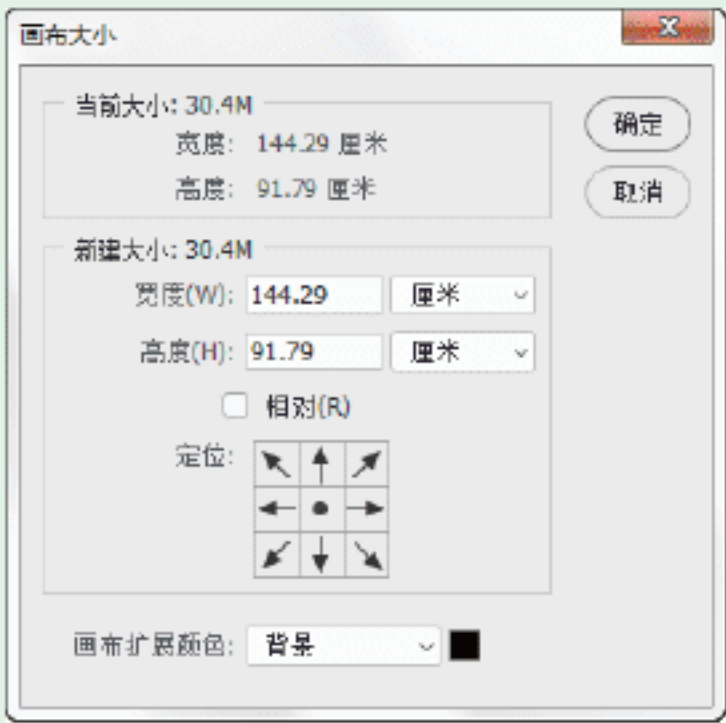 画布大小
当前大小: 30.4M
宽度: 144.29 厘米
高度: 91.79 厘米
确定
取消
新建大小: 30.4M
宽度(W): 144.29 厘米
高度(H): 91.79 厘米
相对(R)
定位:
画布扩展颜色: 背景